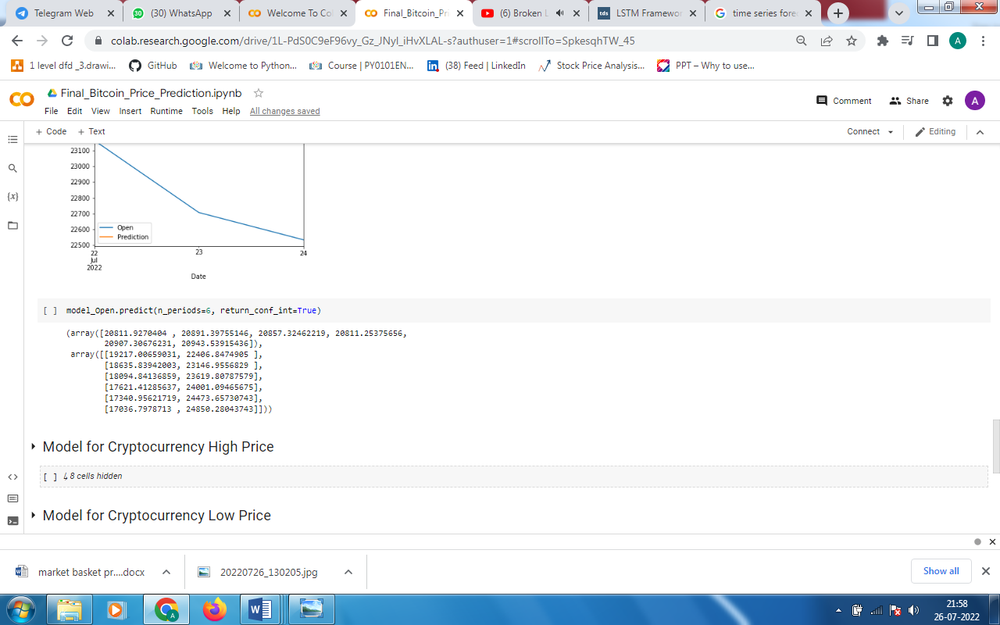 Telegram Web
(30) WhatsApp
Welcome To Co
Final_Bitcoin_Pr
(6) Broken L
LSTM Framewor
time series fore
colab.research.google.com/drive/1L-PdS0C9eF96vy_Gz_JNyl_iHvXLAL-s?authuser=1#scrollTo=SpkesqhTW_45
A
1 level dfd _3.drawi...
GitHub
Welcome to Python...
Course | PY0101EN...
(38) Feed | LinkedIn
Stock Price Analysis...
PPT – Why to use...
Final_Bitcoin_Price_Prediction.ipynb
Comment
Share
A
File Edit View Insert Runtime Tools Help All changes saved
+ Code + Text
Connect
Editing
23100
23000
22900
22800
22700
22600
22500
Open
Prediction
22 23 24
Jul
2022
Date
[ ] model_Open.predict(n_periods=6, return_conf_int=True)
(array([20811.9270404 , 20891.39755146, 20857.32462219, 20811.25375656,
20907.30676231, 20943.53915436]),
array([[19217.00659031, 22406.8474905 ],
[18635.83942003, 23146.9556829 ],
[18094.84136859, 23619.80787579],
[17621.41285637, 24001.09465675],
[17340.95621719, 24473.65730743],
[17036.7978713 , 24850.28043743]]))
Model for Cryptocurrency High Price
[ ] ↳ 8 cells hidden
Model for Cryptocurrency Low Price
market basket pr....docx
20220726_130205.jpg
Show all
21:58
26-07-2022